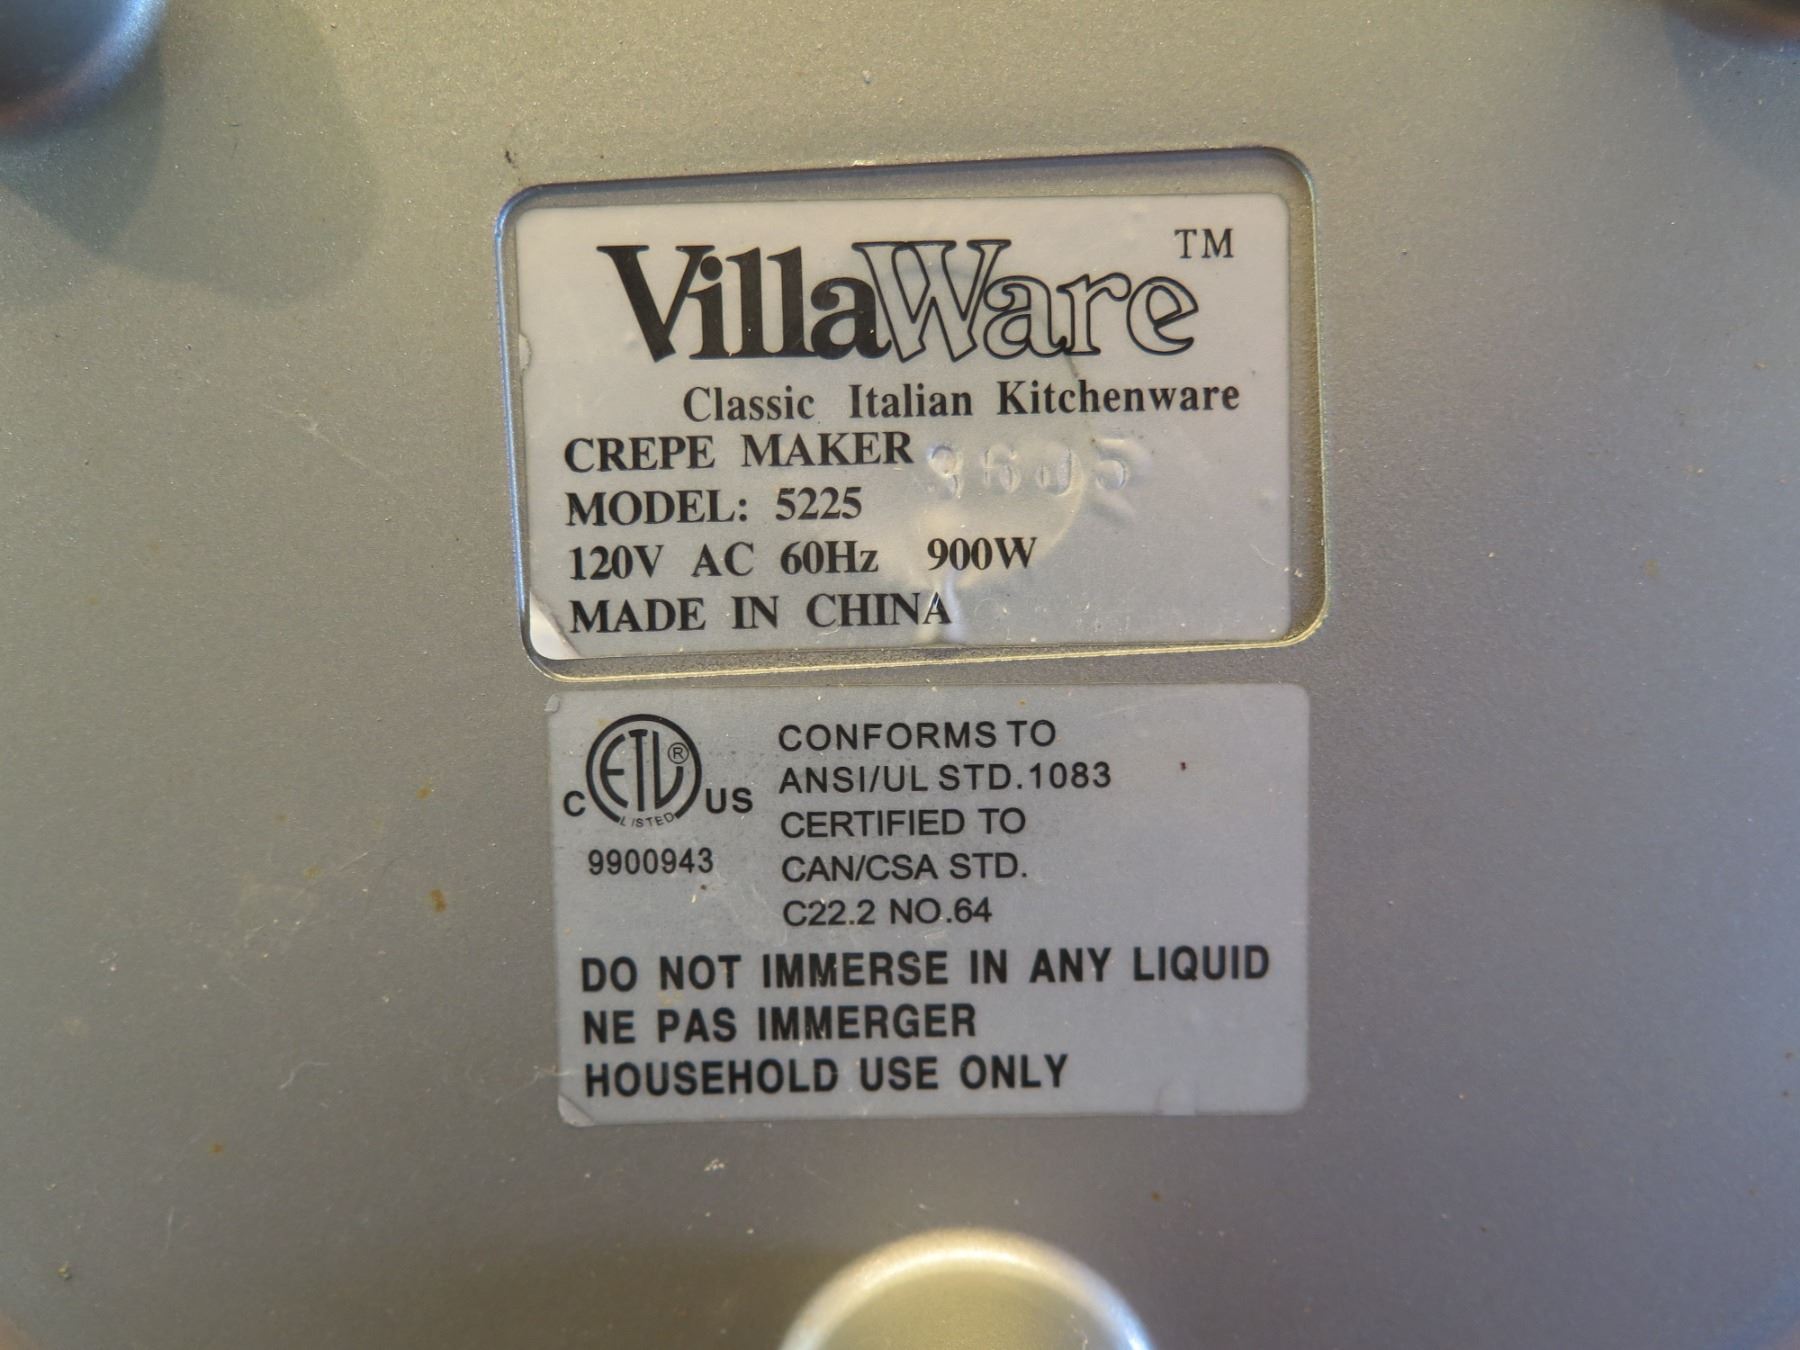 VillaWare™
Classic Italian Kitchenware
CREPE MAKER
MODEL: 5225
120V AC 60Hz 900W
MADE IN CHINA
C ETL® US
LISTED
9900943
CONFORMS TO
ANSI/UL STD.1083
CERTIFIED TO
CAN/CSA STD.
C22.2 NO.64
DO NOT IMMERSE IN ANY LIQUID
NE PAS IMMERGER
HOUSEHOLD USE ONLY